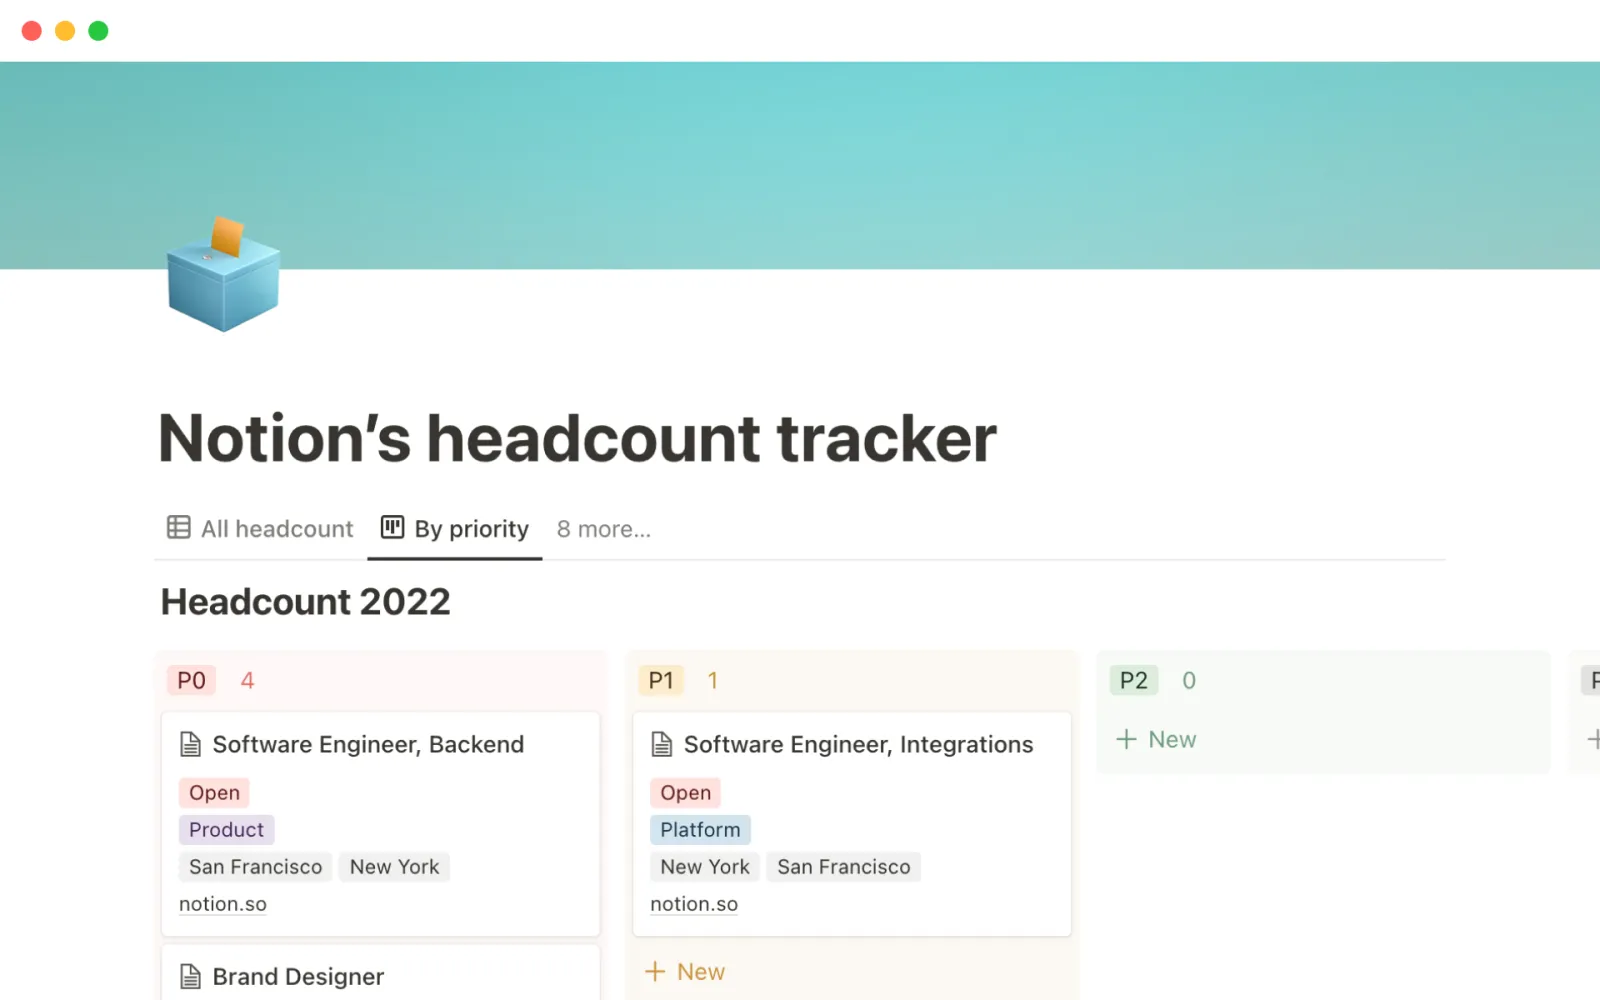 Notion’s headcount tracker
All headcount By priority 8 more...
Headcount 2022
P0 4
Software Engineer, Backend
Open
Product
San Francisco New York
notion.so
Brand Designer
P1 1
Software Engineer, Integrations
Open
Platform
New York San Francisco
notion.so
+ New
P2 0
+ New